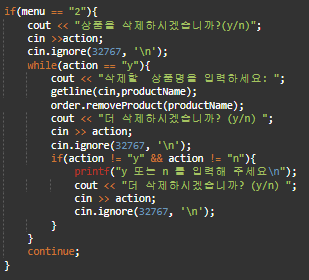 if(menu == "2"){
cout << "상품을 삭제하시겠습니까?(y/n)";
cin >>action;
cin.ignore(32767, '\n');
while(action == "y"){
cout << "삭제할  상품명을 입력하세요: ";
getline(cin,productName);
order.removeProduct(productName);
cout << "더 삭제하시겠습니까? (y/n) ";
cin >> action;
cin.ignore(32767, '\n');
if(action != "y" && action != "n"){
printf("y 또는 n 를 입력해 주세요\n");
cout << "더 삭제하시겠습니까? (y/n) ";
cin >> action;
cin.ignore(32767, '\n');
}
}
continue;
}